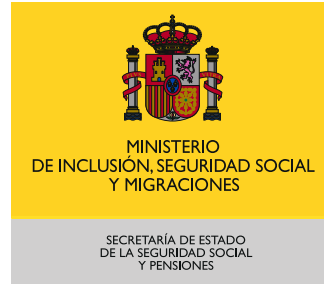 MINISTERIO
DE INCLUSIÓN, SEGURIDAD SOCIAL
Y MIGRACIONES
SECRETARÍA DE ESTADO
DE LA SEGURIDAD SOCIAL
Y PENSIONES